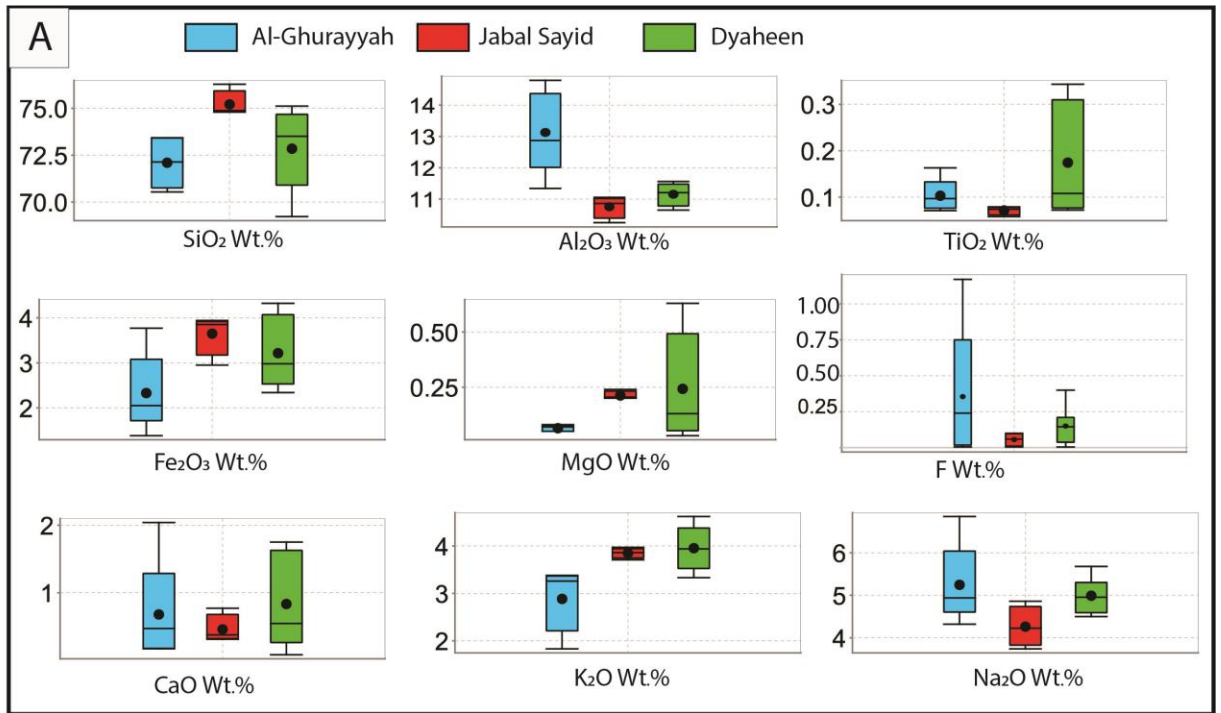 A
Al-Ghurayyah Jabal Sayid Dyaheen
75.0
72.5
70.0
SiO₂ Wt.%
14
13
12
11
Al₂O₃ Wt.%
0.3
0.2
0.1
TiO₂ Wt.%
4
3
2
Fe₂O₃ Wt.%
0.50
0.25
MgO Wt.%
1.00
0.75
0.50
0.25
F Wt.%
2
1
CaO Wt.%
4
3
2
K₂O Wt.%
6
5
4
Na₂O Wt.%